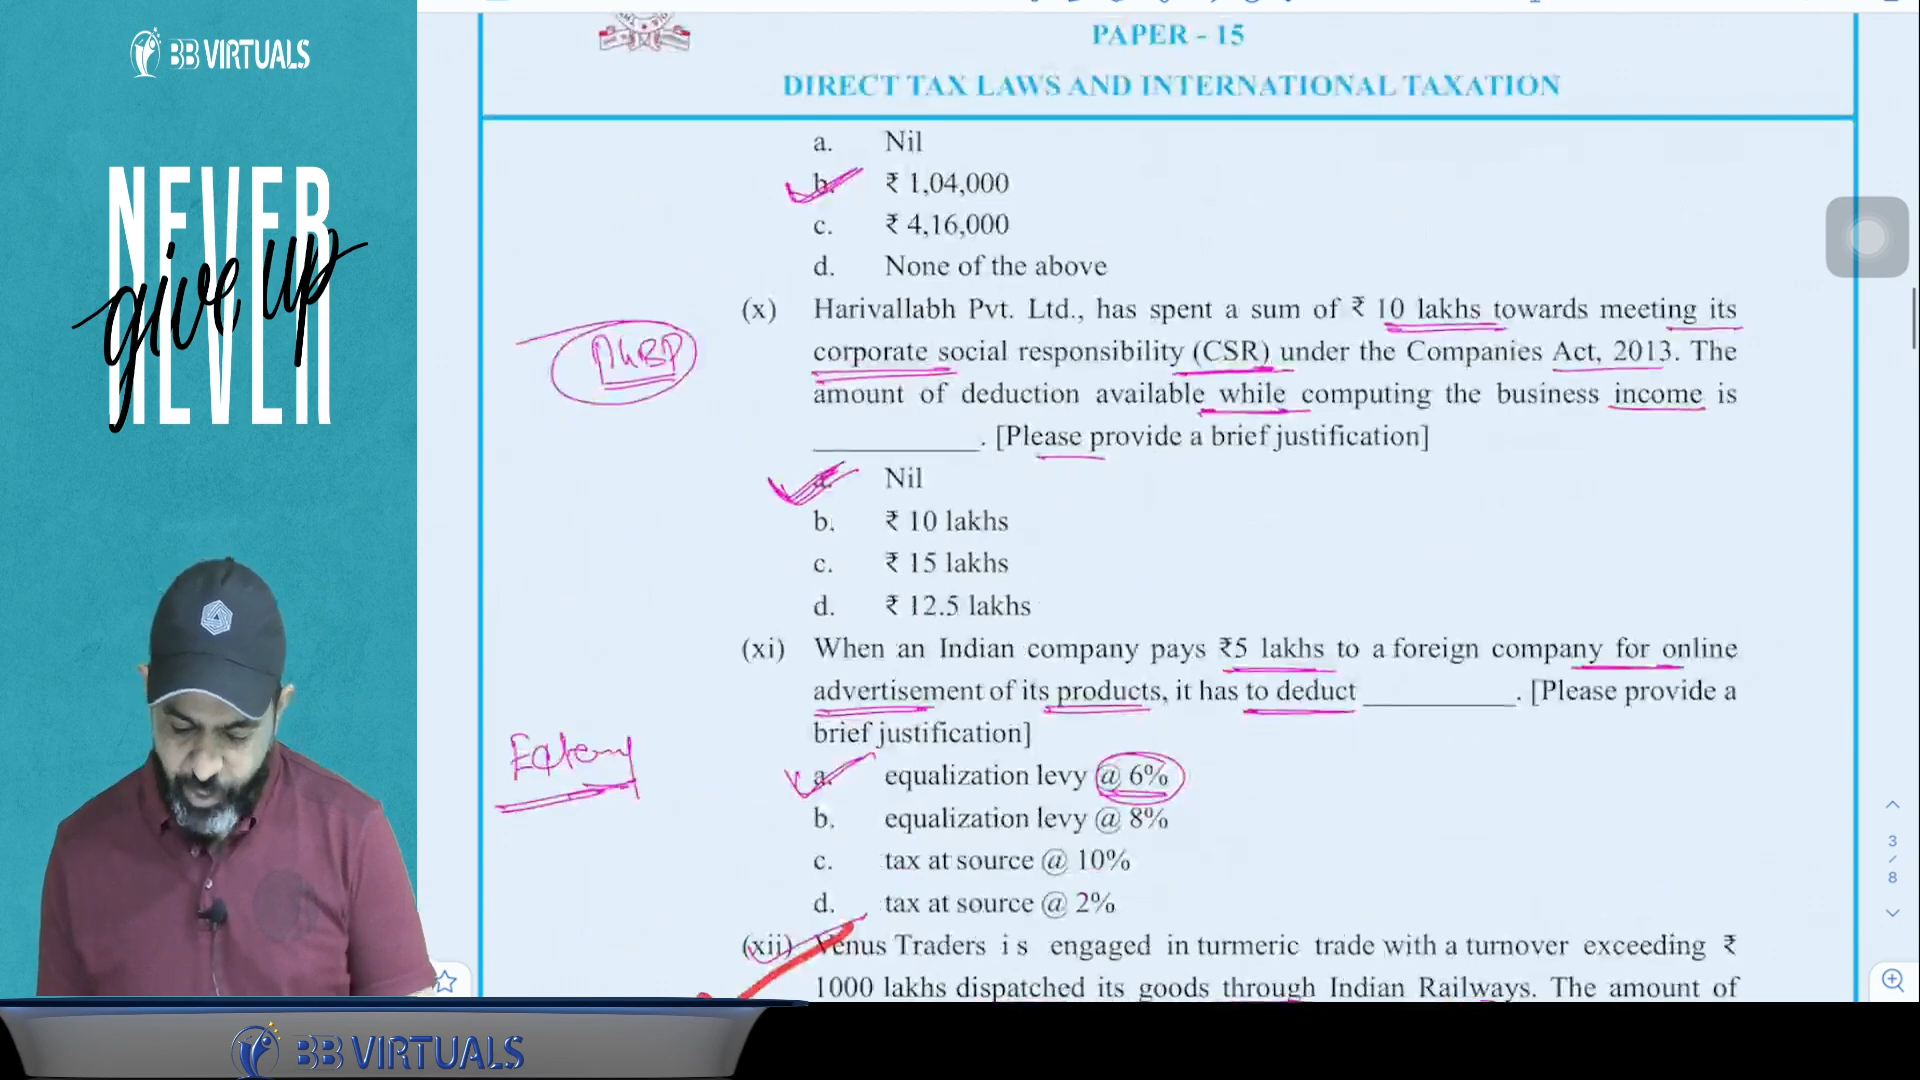 BB VIRTUALS
NEVER
give up
NEVER
PAPER - 15
DIRECT TAX LAWS AND INTERNATIONAL TAXATION
a. Nil
b. ₹ 1,04,000
c. ₹ 4,16,000
d. None of the above
(x) Harivallabh Pvt. Ltd., has spent a sum of ₹ 10 lakhs towards meeting its
corporate social responsibility (CSR) under the Companies Act, 2013. The
amount of deduction available while computing the business income is
____________. [Please provide a brief justification]
a. Nil
b. ₹ 10 lakhs
c. ₹ 15 lakhs
d. ₹ 12.5 lakhs
(xi) When an Indian company pays ₹5 lakhs to a foreign company for online
advertisement of its products, it has to deduct ___________. [Please provide a
brief justification]
a. equalization levy @ 6%
b. equalization levy @ 8%
c. tax at source @ 10%
d. tax at source @ 2%
(xii) Venus Traders is engaged in turmeric trade with a turnover exceeding ₹
1000 lakhs dispatched its goods through Indian Railways. The amount of
3
/
8
BB VIRTUALS